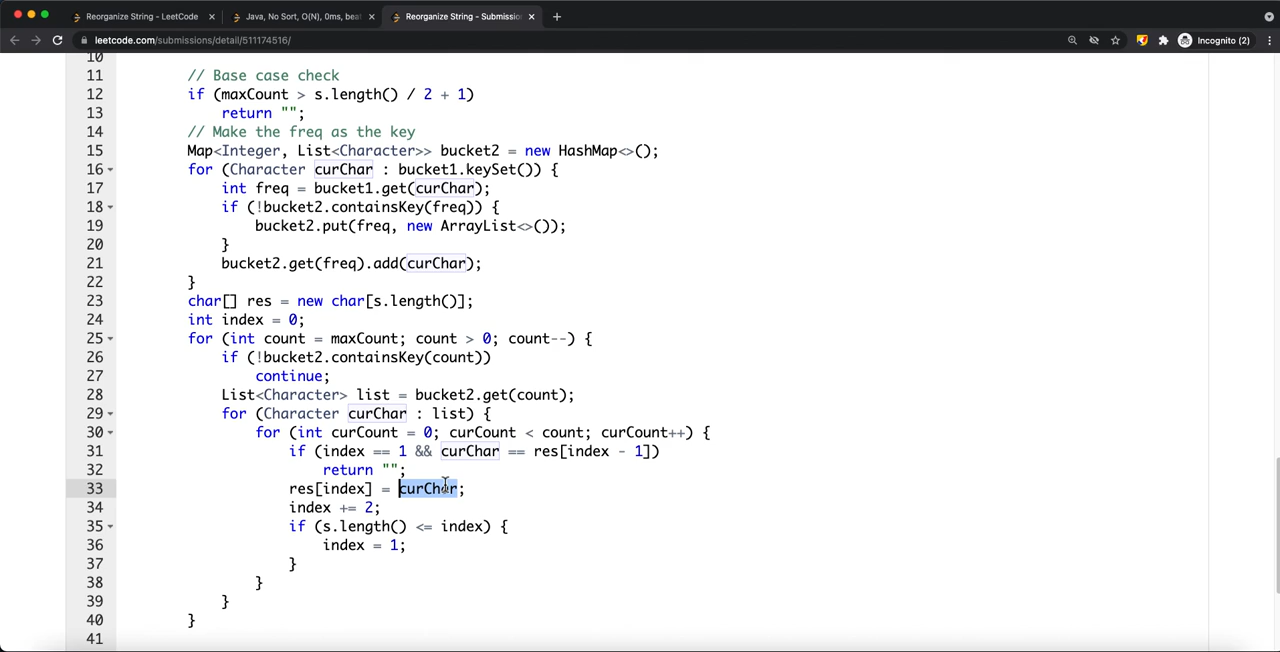 Reorganize String - LeetCode
Java, No Sort, O(N), 0ms, bea
Reorganize String - Submissio
leetcode.com/submissions/detail/511174516/
Incognito (2)
10
11 // Base case check
12 if (maxCount > s.length() / 2 + 1)
13 return "";
14 // Make the freq as the key
15 Map<Integer, List<Character>> bucket2 = new HashMap<>();
16 for (Character curChar : bucket1.keySet()) {
17 int freq = bucket1.get(curChar);
18 if (!bucket2.containsKey(freq)) {
19 bucket2.put(freq, new ArrayList<>());
20 }
21 bucket2.get(freq).add(curChar);
22 }
23 char[] res = new char[s.length()];
24 int index = 0;
25 for (int count = maxCount; count > 0; count--) {
26 if (!bucket2.containsKey(count))
27 continue;
28 List<Character> list = bucket2.get(count);
29 for (Character curChar : list) {
30 for (int curCount = 0; curCount < count; curCount++) {
31 if (index == 1 && curChar == res[index - 1])
32 return "";
33 res[index] = curChar;
34 index += 2;
35 if (s.length() <= index) {
36 index = 1;
37 }
38 }
39 }
40 }
41